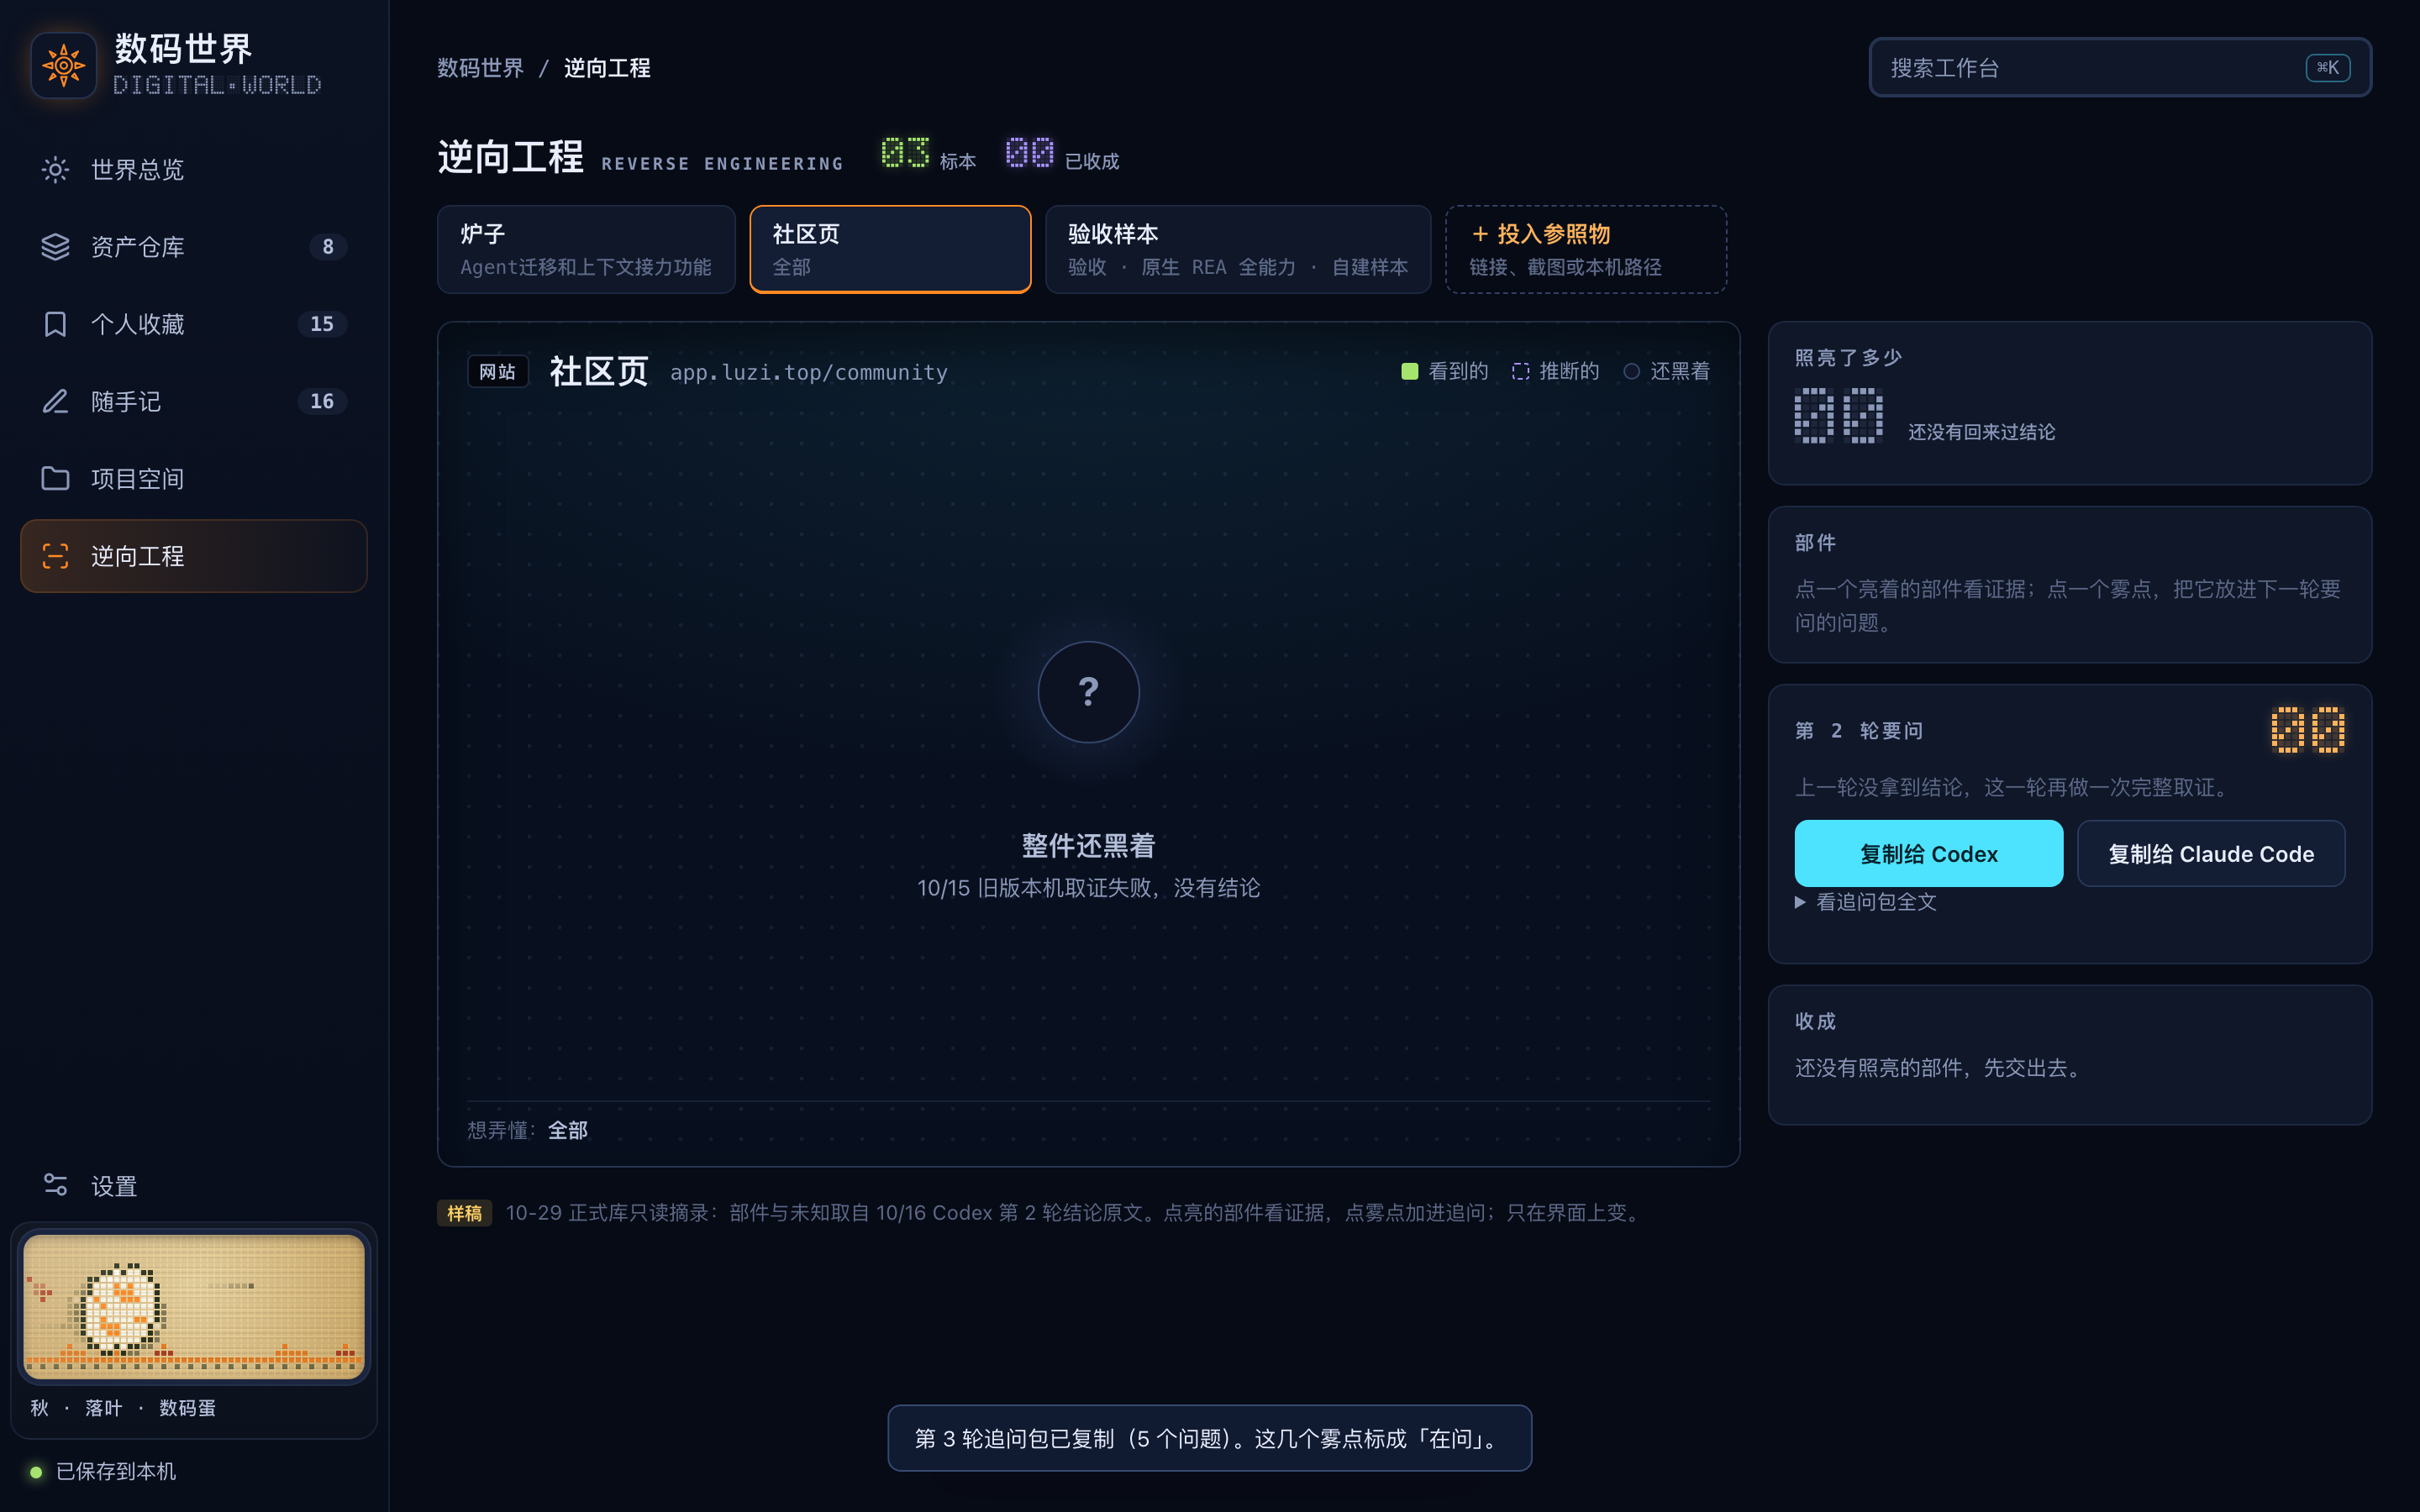 数码世界
DIGITAL·WORLD
世界总览
资产仓库 8
个人收藏 15
随手记 16
项目空间
逆向工程
设置
秋 · 落叶 · 数码蛋
已保存到本机
数码世界 / 逆向工程
搜索工作台 ⌘K
逆向工程 REVERSE ENGINEERING 03 标本 00 已收成
炉子
Agent迁移和上下文接力功能
社区页
全部
验收样本
验收 · 原生 REA 全能力 · 自建样本
+ 投入参照物
链接、截图或本机路径
网站 社区页 app.luzi.top/community
看到的 推断的 还黑着
?
整件还黑着
10/15 旧版本机取证失败，没有结论
想弄懂：全部
样稿 10-29 正式库只读摘录：部件与未知取自 10/16 Codex 第 2 轮结论原文。点亮的部件看证据，点雾点加进追问；只在界面上变。
照亮了多少
00 还没有回来过结论
部件
点一个亮着的部件看证据；点一个雾点，把它放进下一轮要
问的问题。
第 2 轮要问 00
上一轮没拿到结论，这一轮再做一次完整取证。
复制给 Codex 复制给 Claude Code
▶ 看追问包全文
收成
还没有照亮的部件，先交出去。
第 3 轮追问包已复制（5 个问题）。这几个雾点标成「在问」。